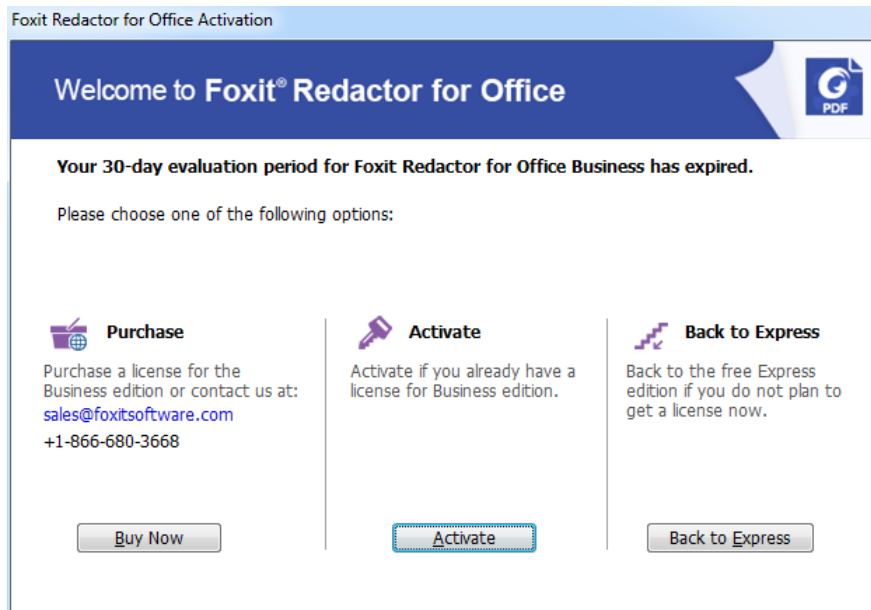 Foxit Redactor for Office Activation
Welcome to Foxit® Redactor for Office
PDF
Your 30-day evaluation period for Foxit Redactor for Office Business has expired.
Please choose one of the following options:
Purchase
Purchase a license for the
Business edition or contact us at:
sales@foxitsoftware.com
+1-866-680-3668
Buy Now
Activate
Activate if you already have a
license for Business edition.
Activate
Back to Express
Back to the free Express
edition if you do not plan to
get a license now.
Back to Express